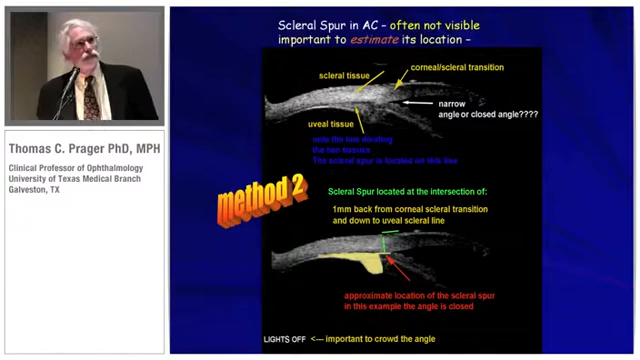 Scleral Spur in AC – often not visible
important to estimate its location –
corneal/scleral transition
scleral tissue
narrow
angle or closed angle????
uveal tissue
note the line dividing
the two tissues
The scleral spur is located on this line
Thomas C. Prager PhD, MPH
Clinical Professor of Ophthalmology
University of Texas Medical Branch
Galveston, TX
method 2
Scleral Spur located at the intersection of:
1mm back from corneal scleral transition
and down to uveal scleral line
approximate location of the scleral spur
in this example the angle is closed
LIGHTS OFF <--- important to crowd the angle